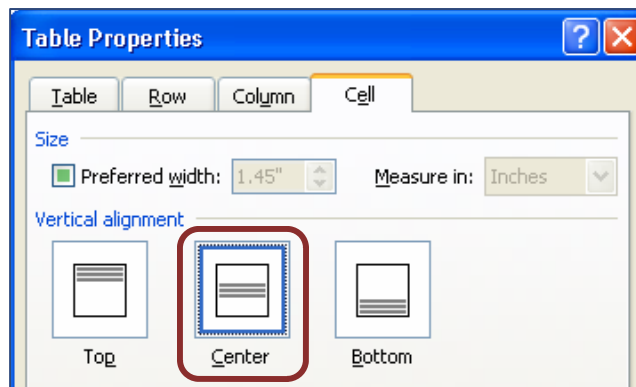 Table Properties
Table Row Column Cell
Size
Preferred width: 1.45" Measure in: Inches
Vertical alignment
Top Center Bottom